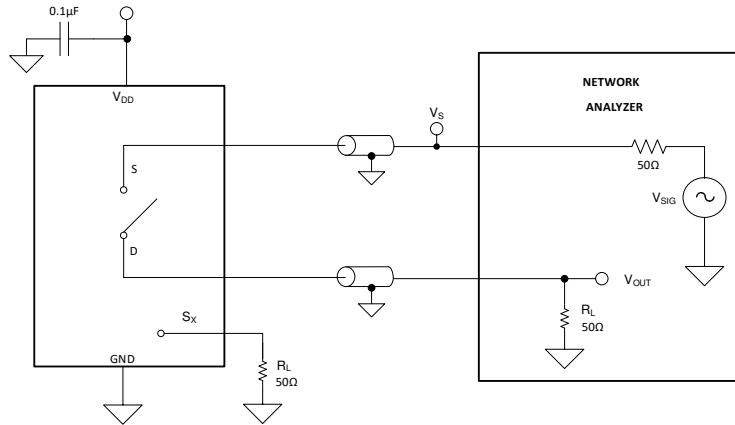 0.1µF
V_DD
NETWORK
ANALYZER
V_S
S
50Ω
V_SIG
D
V_OUT
S_X
R_L
50Ω
GND
R_L
50Ω